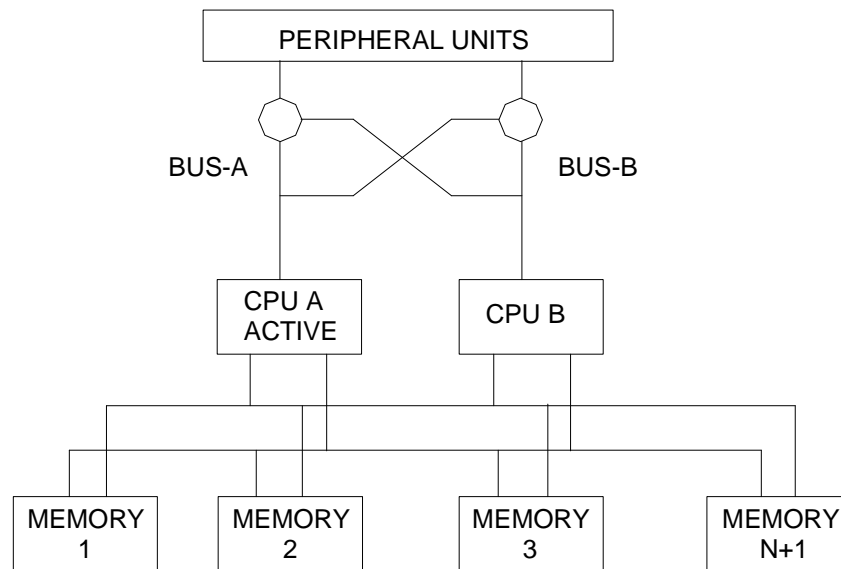 PERIPHERAL UNITS
BUS-A
BUS-B
CPU A
ACTIVE
CPU B
MEMORY
1
MEMORY
2
MEMORY
3
MEMORY
N+1